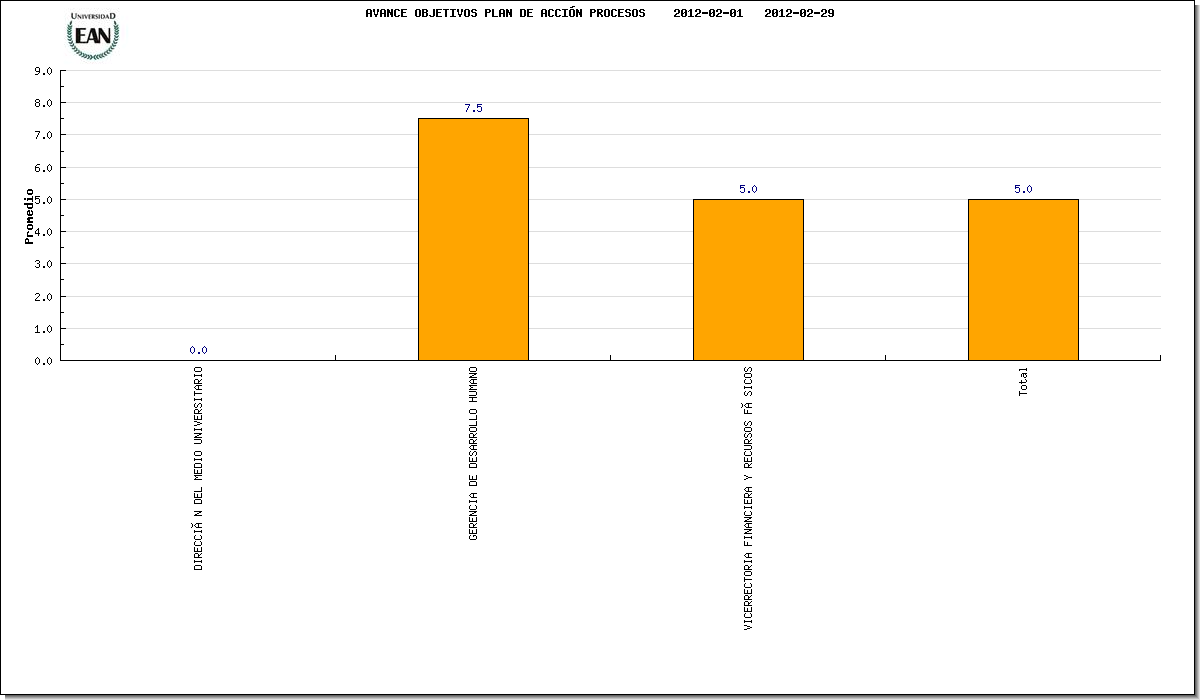 AVANCE OBJETIVOS PLAN DE ACCIÓN PROCESOS 2012-02-01 2012-02-29
UNIVERSIDAD
EAN
Promedio
9.0
8.0
7.0
6.0
5.0
4.0
3.0
2.0
1.0
0.0
0.0
7.5
5.0
5.0
DIRECCIÃ N DEL MEDIO UNIVERSITARIO
GERENCIA DE DESARROLLO HUMANO
VICERRECTORIA FINANCIERA Y RECURSOS FÃ SICOS
Total